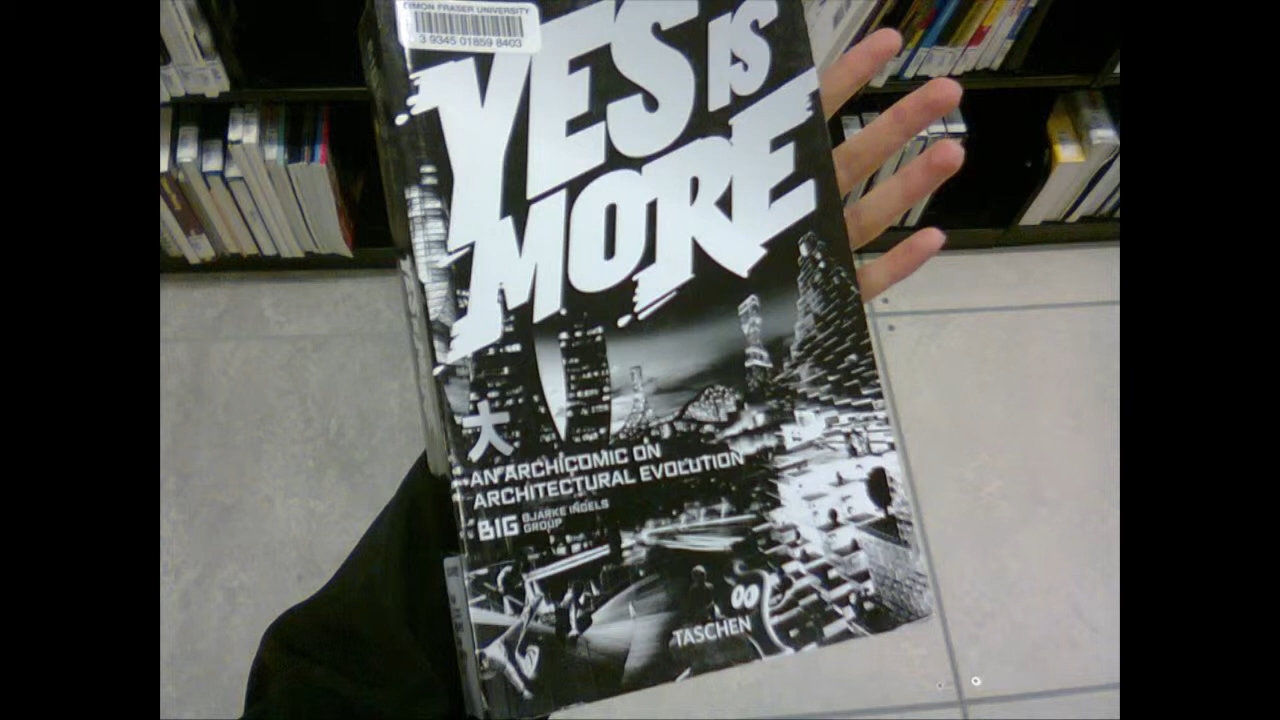 SIMON FRASER UNIVERSITY
3 9345 01859 8403
YES IS
MORE
大
AN ARCHICOMIC ON
ARCHITECTURAL EVOLUTION
BIG BJARKE INGELS
GROUP
TASCHEN